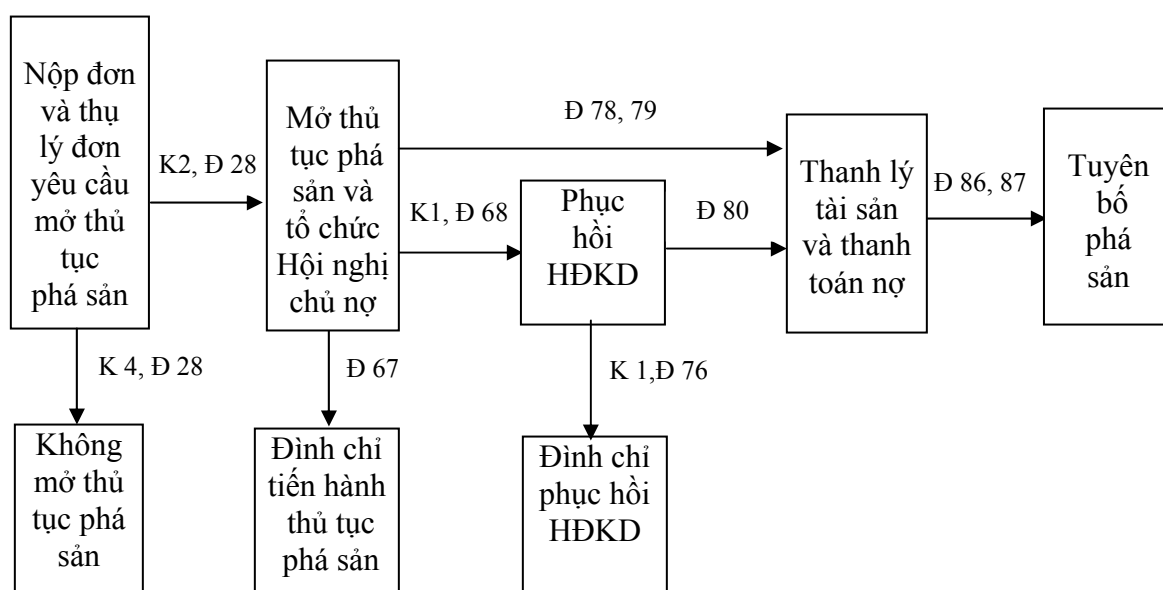 Nộp đơn
và thụ
lý đơn
yêu cầu
mở thủ
tục
phá sản
K2, Đ 28
Mở thủ
tục phá
sản và
tổ chức
Hội nghị
chủ nợ
Đ 78, 79
K1, Đ 68
Phục
hồi
HĐKD
Đ 80
Thanh lý
tài sản
và thanh
toán nợ
Đ 86, 87
Tuyên
bố
phá
sản
K 4, Đ 28
Đ 67
K 1,Đ 76
Không
mở thủ
tục phá
sản
Đình chỉ
tiến hành
thủ tục
phá sản
Đình chỉ
phục hồi
HĐKD